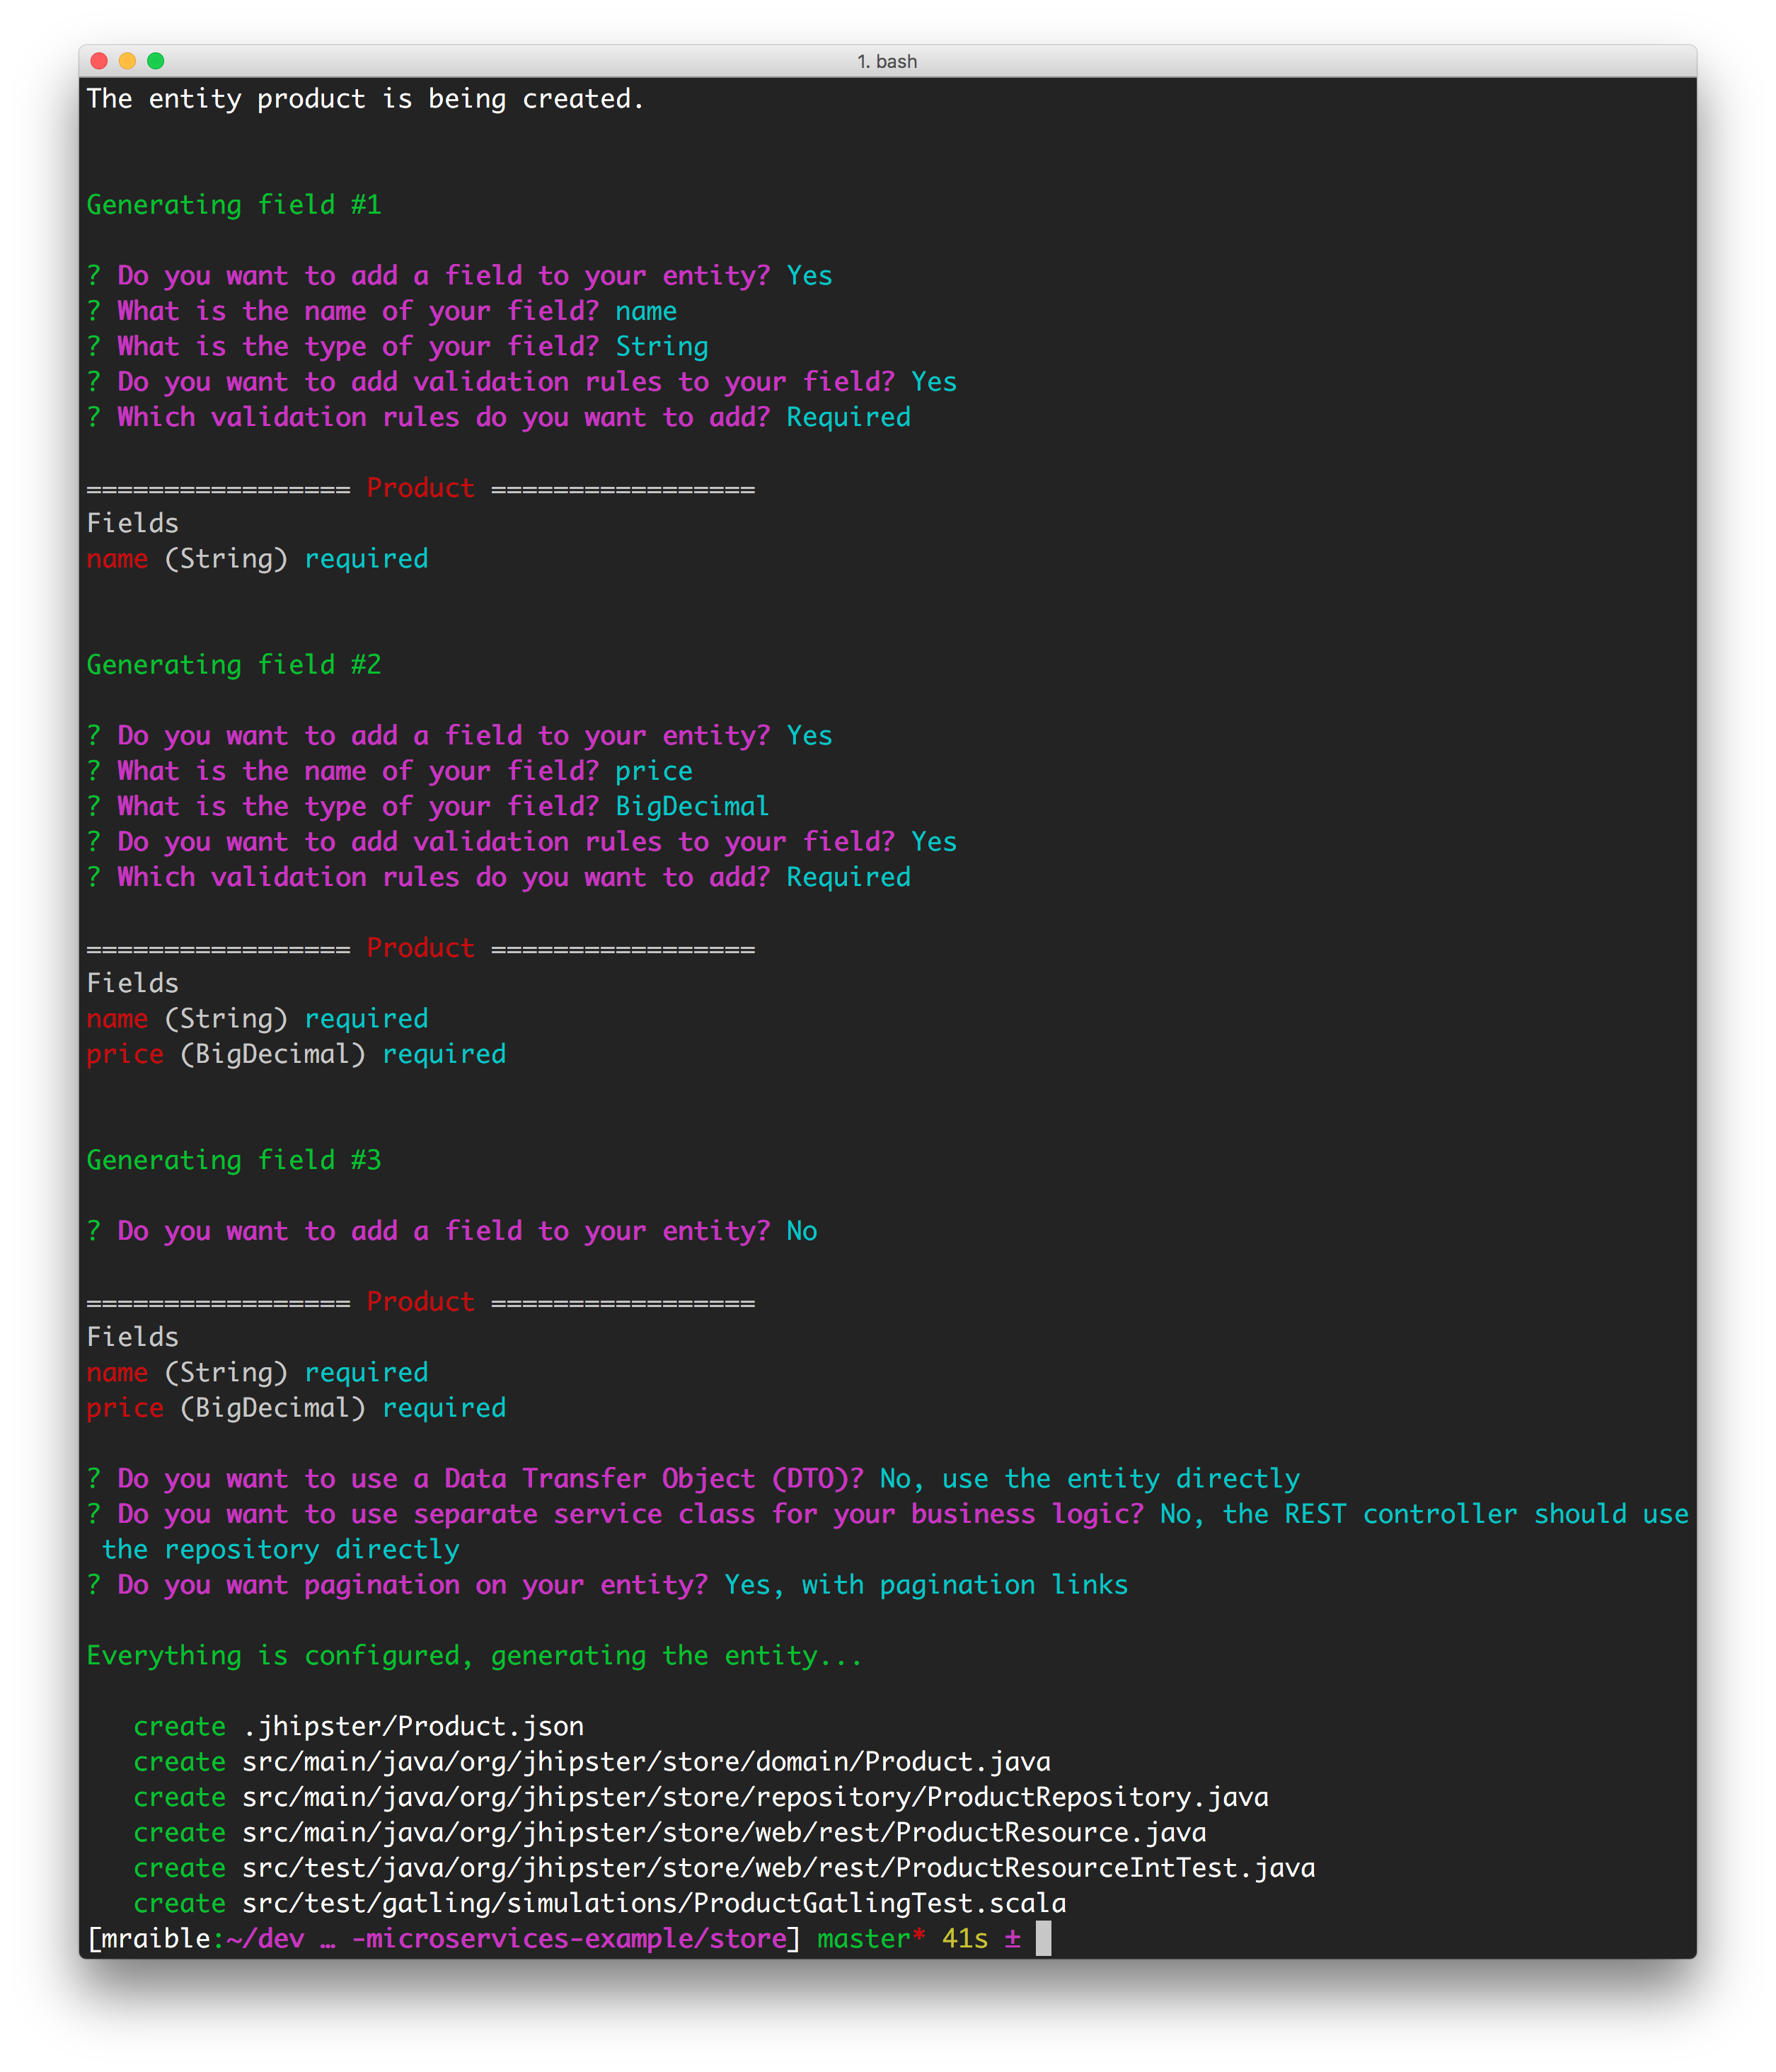 1. bash
The entity product is being created.
Generating field #1
? Do you want to add a field to your entity? Yes
? What is the name of your field? name
? What is the type of your field? String
? Do you want to add validation rules to your field? Yes
? Which validation rules do you want to add? Required
================= Product =================
Fields
name (String) required
Generating field #2
? Do you want to add a field to your entity? Yes
? What is the name of your field? price
? What is the type of your field? BigDecimal
? Do you want to add validation rules to your field? Yes
? Which validation rules do you want to add? Required
================= Product =================
Fields
name (String) required
price (BigDecimal) required
Generating field #3
? Do you want to add a field to your entity? No
================= Product =================
Fields
name (String) required
price (BigDecimal) required
? Do you want to use a Data Transfer Object (DTO)? No, use the entity directly
? Do you want to use separate service class for your business logic? No, the REST controller should use
the repository directly
? Do you want pagination on your entity? Yes, with pagination links
Everything is configured, generating the entity...
create .jhipster/Product.json
create src/main/java/org/jhipster/store/domain/Product.java
create src/main/java/org/jhipster/store/repository/ProductRepository.java
create src/main/java/org/jhipster/store/web/rest/ProductResource.java
create src/test/java/org/jhipster/store/web/rest/ProductResourceIntTest.java
create src/test/gatling/simulations/ProductGatlingTest.scala
[mraible:~/dev … -microservices-example/store] master* 41s ±